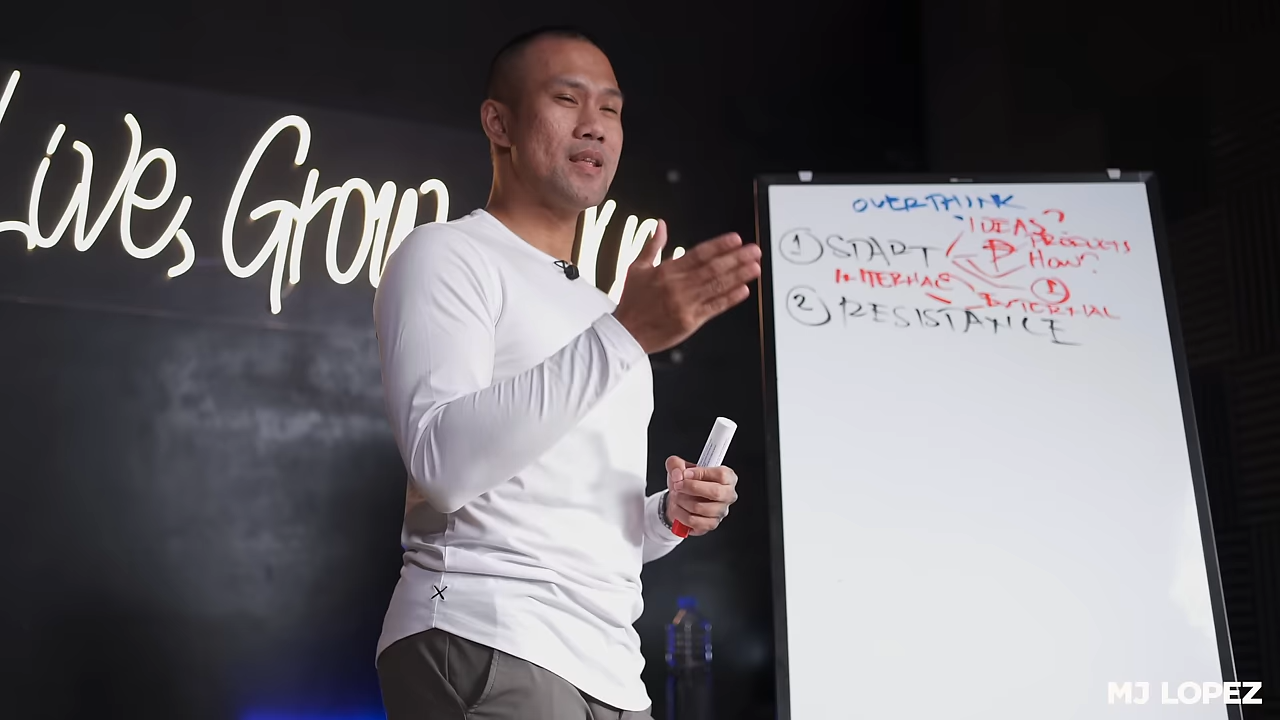 Live, Grow
OVERTHINK
IDEAS?
① START
PRODUCTS
HOW?
INTERNAL
EXTERNAL
② RESISTANCE
MJ LOPEZ